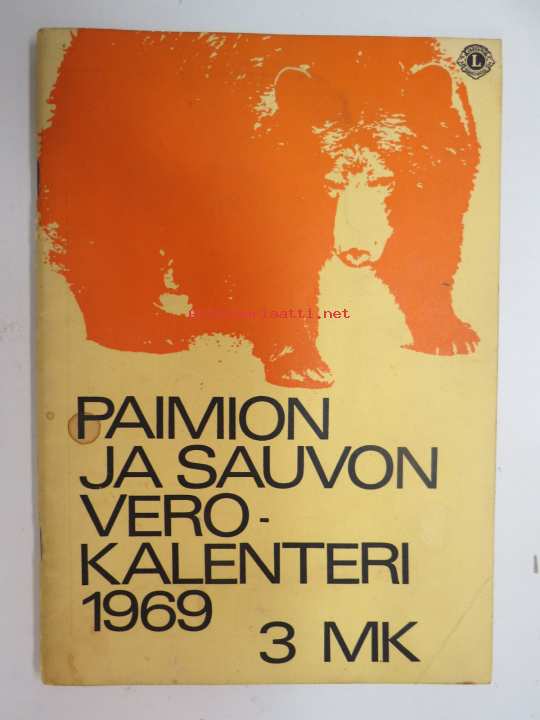 L
PAIMION
JA SAUVON
VERO-
KALENTERI
1969
3 MK